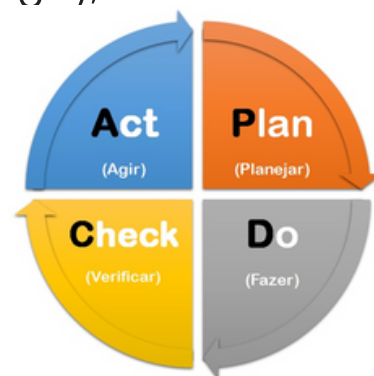 Act
(Agir)
Plan
(Planejar)
Check
(Verificar)
Do
(Fazer)